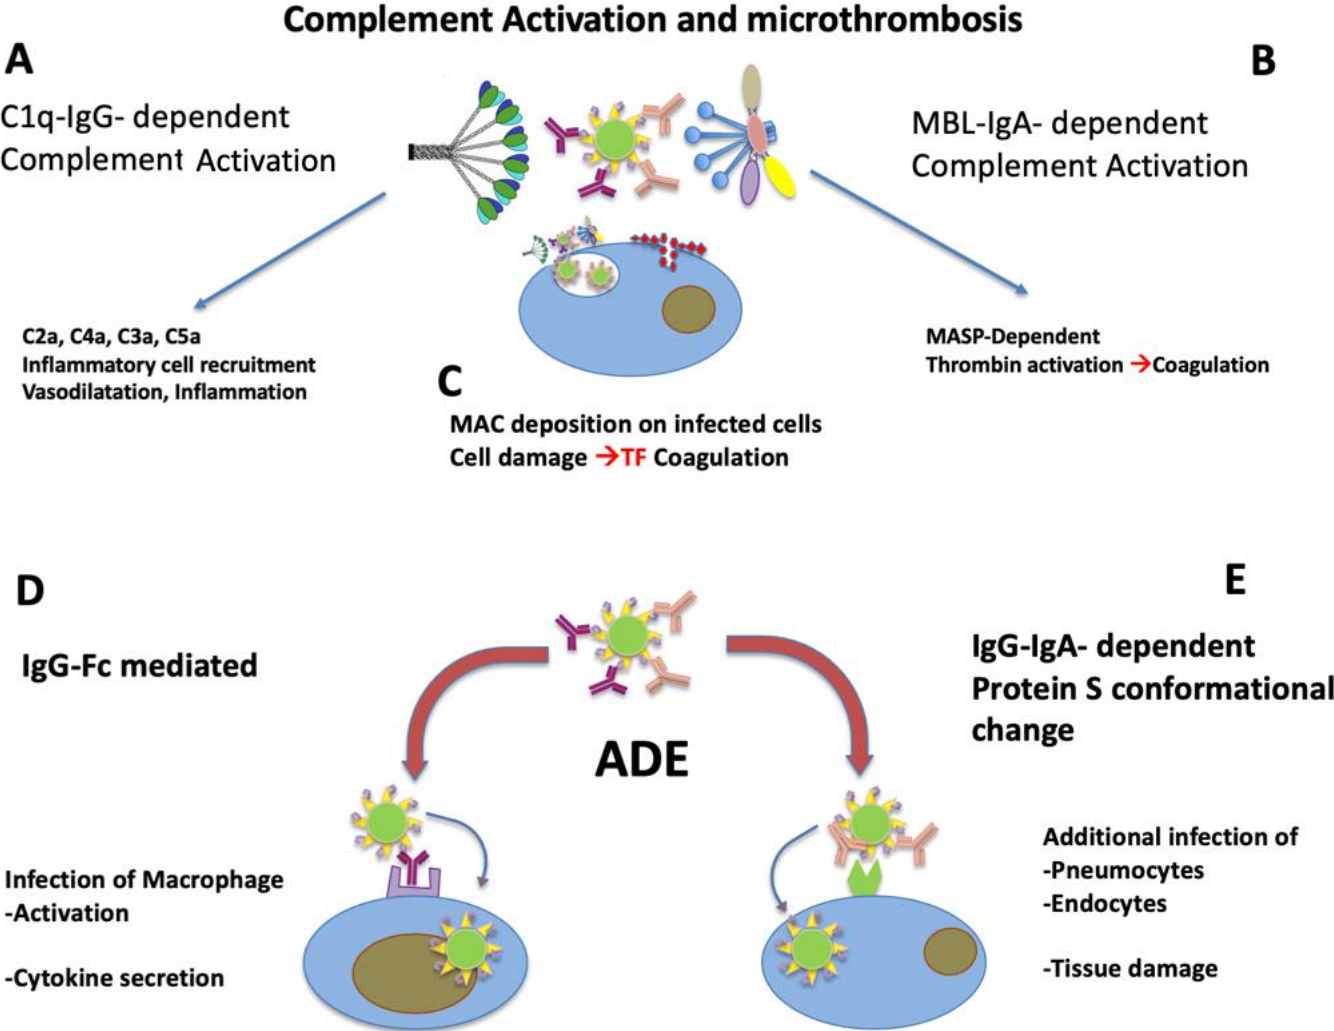 Complement Activation and microthrombosis
A
B
C1q-IgG- dependent
Complement Activation
MBL-IgA- dependent
Complement Activation
C2a, C4a, C3a, C5a
Inflammatory cell recruitment
Vasodilatation, Inflammation
MASP-Dependent
Thrombin activation →Coagulation
C
MAC deposition on infected cells
Cell damage →TF Coagulation
D
E
IgG-Fc mediated
IgG-IgA- dependent
Protein S conformational
change
ADE
Infection of Macrophage
-Activation
-Cytokine secretion
Additional infection of
-Pneumocytes
-Endocytes
-Tissue damage